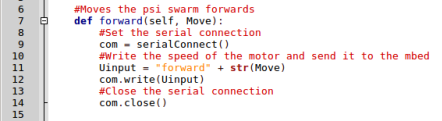 6 #Moves the psi swarm forwards
7 def forward(self, Move):
8 #Set the serial connection
9 com = serialConnect()
10 #Write the speed of the motor and send it to the mbed
11 Uinput = "forward" + str(Move)
12 com.write(Uinput)
13 #Close the serial connection
14 com.close()
15